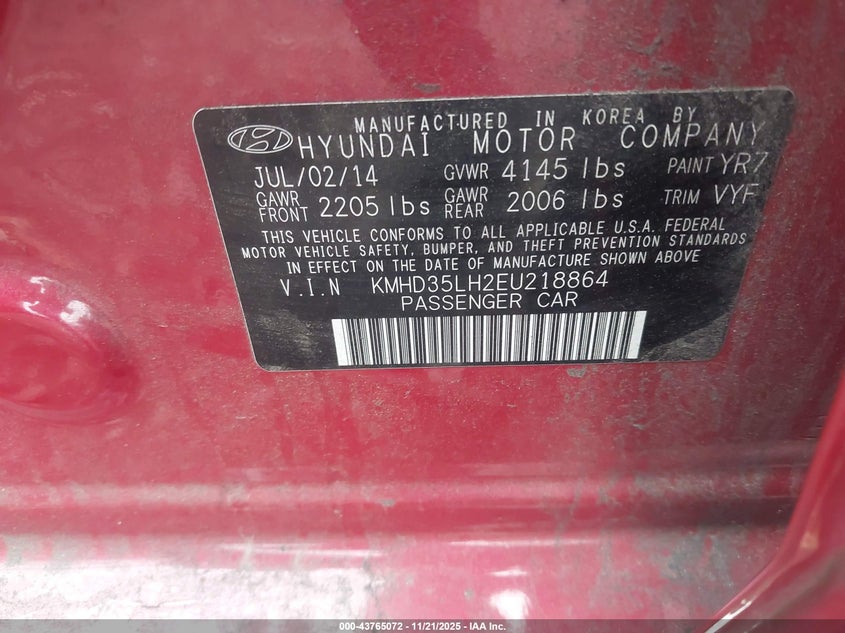 MANUFACTURED IN KOREA BY
HYUNDAI MOTOR COMPANY
JUL/02/14 GVWR 4145 lbs PAINT YR7
GAWR FRONT 2205 lbs GAWR REAR 2006 lbs TRIM VYF
THIS VEHICLE CONFORMS TO ALL APPLICABLE U.S.A. FEDERAL
MOTOR VEHICLE SAFETY, BUMPER, AND THEFT PREVENTION STANDARDS
IN EFFECT ON THE DATE OF MANUFACTURE SHOWN ABOVE
V.I.N KMHD35LH2EU218864
PASSENGER CAR
000-43765072 - 11/21/2025 - IAA Inc.